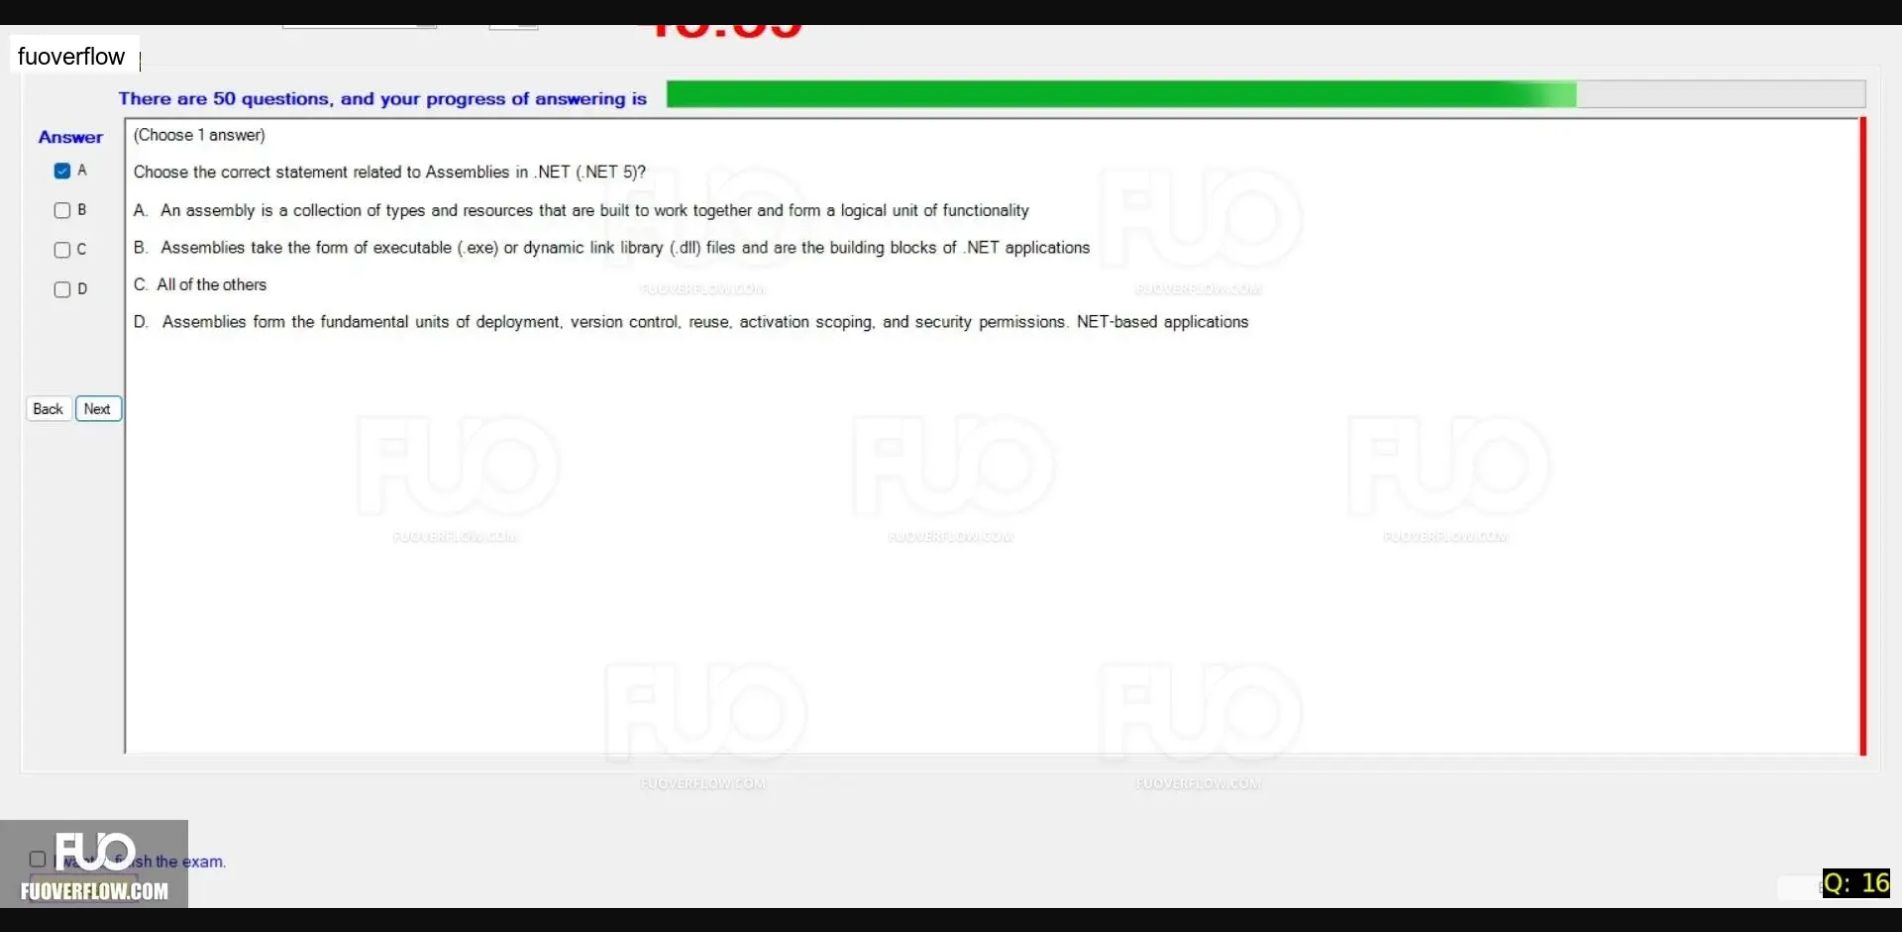 fuoverflow
There are 50 questions, and your progress of answering is
Answer
(Choose 1 answer)
A
Choose the correct statement related to Assemblies in .NET (.NET 5)?
B
A. An assembly is a collection of types and resources that are built to work together and form a logical unit of functionality
C
B. Assemblies take the form of executable (.exe) or dynamic link library (.dll) files and are the building blocks of .NET applications
D
C. All of the others
D. Assemblies form the fundamental units of deployment, version control, reuse, activation scoping, and security permissions. NET-based applications
Back Next
FUO
FUOVERFLOW.COM
FUO
FUOVERFLOW.COM
FUO
FUOVERFLOW.COM
FUO
FUOVERFLOW.COM
FUO
FUOVERFLOW.COM
FUO
FUOVERFLOW.COM
FUO
FUOVERFLOW.COM
FUO
the exam.
FUOVERFLOW.COM
Q: 16